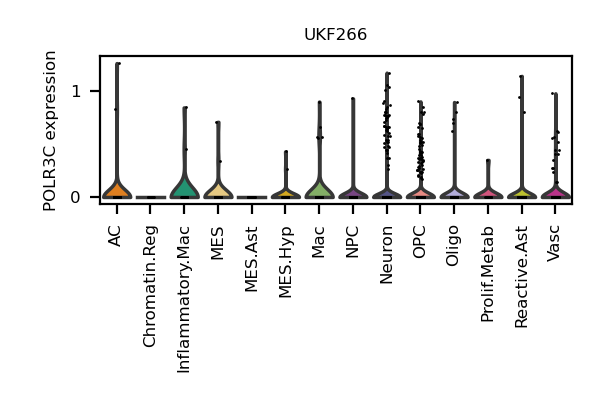 UKF266
POLR3C expression
1
0
AC
Chromatin.Reg
Inflammatory.Mac
MES
MES.Ast
MES.Hyp
Mac
NPC
Neuron
OPC
Oligo
Prolif.Metab
Reactive.Ast
Vasc